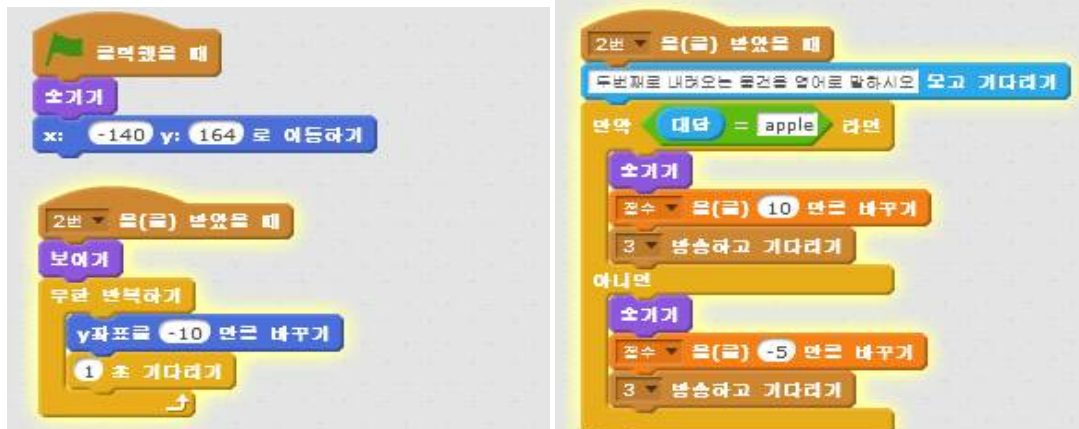 클릭했을 때
숨기기
x: -140 y: 164 로 이동하기
2번 을(를) 받았을 때
보이기
무한 반복하기
y좌표를 -10 만큼 바꾸기
1 초 기다리기
2번 을(를) 받았을 때
두번째로 내려오는 물건을 영어로 말하시오 묻고 기다리기
만약 대답 = apple 라면
숨기기
점수 을(를) 10 만큼 바꾸기
3 방송하고 기다리기
아니면
숨기기
점수 을(를) -5 만큼 바꾸기
3 방송하고 기다리기